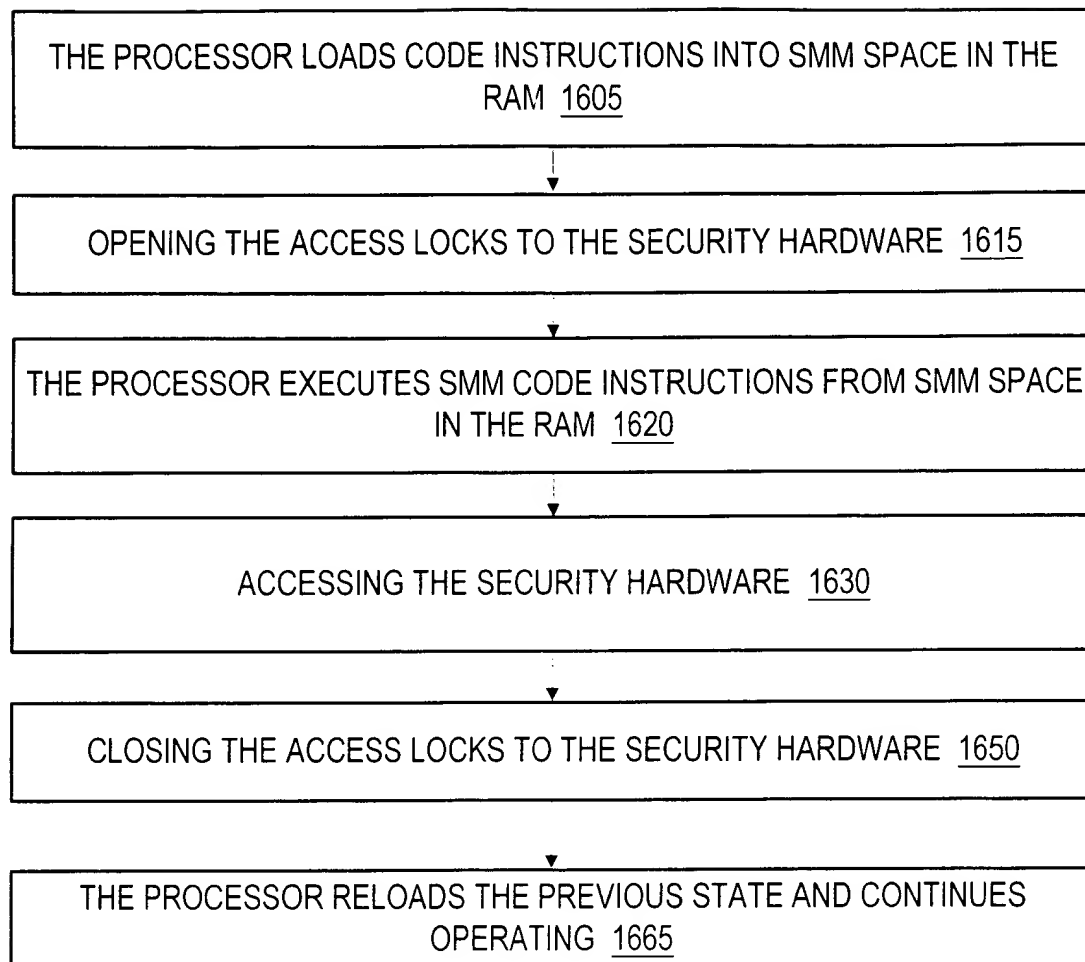 THE PROCESSOR LOADS CODE INSTRUCTIONS INTO SMM SPACE IN THE
RAM 1605
OPENING THE ACCESS LOCKS TO THE SECURITY HARDWARE 1615
THE PROCESSOR EXECUTES SMM CODE INSTRUCTIONS FROM SMM SPACE
IN THE RAM 1620
ACCESSING THE SECURITY HARDWARE 1630
CLOSING THE ACCESS LOCKS TO THE SECURITY HARDWARE 1650
THE PROCESSOR RELOADS THE PREVIOUS STATE AND CONTINUES
OPERATING 1665